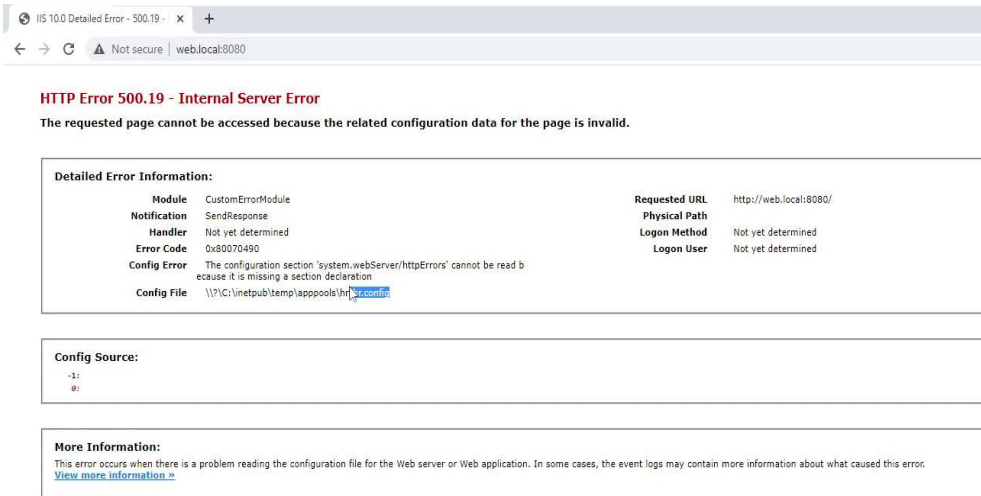 IIS 10.0 Detailed Error - 500.19 -
Not secure | web.local:8080
HTTP Error 500.19 - Internal Server Error
The requested page cannot be accessed because the related configuration data for the page is invalid.
Detailed Error Information:
Module CustomErrorModule
Notification SendResponse
Handler Not yet determined
Error Code 0x80070490
Config Error The configuration section 'system.webServer/httpErrors' cannot be read b
ecause it is missing a section declaration
Config File \\?\C:\inetpub\temp\apppools\
Requested URL http://web.local:8080/
Physical Path
Logon Method Not yet determined
Logon User Not yet determined
Config Source:
-1:
0:
More Information:
This error occurs when there is a problem reading the configuration file for the Web server or Web application. In some cases, the event logs may contain more information about what caused this error.
View more information »